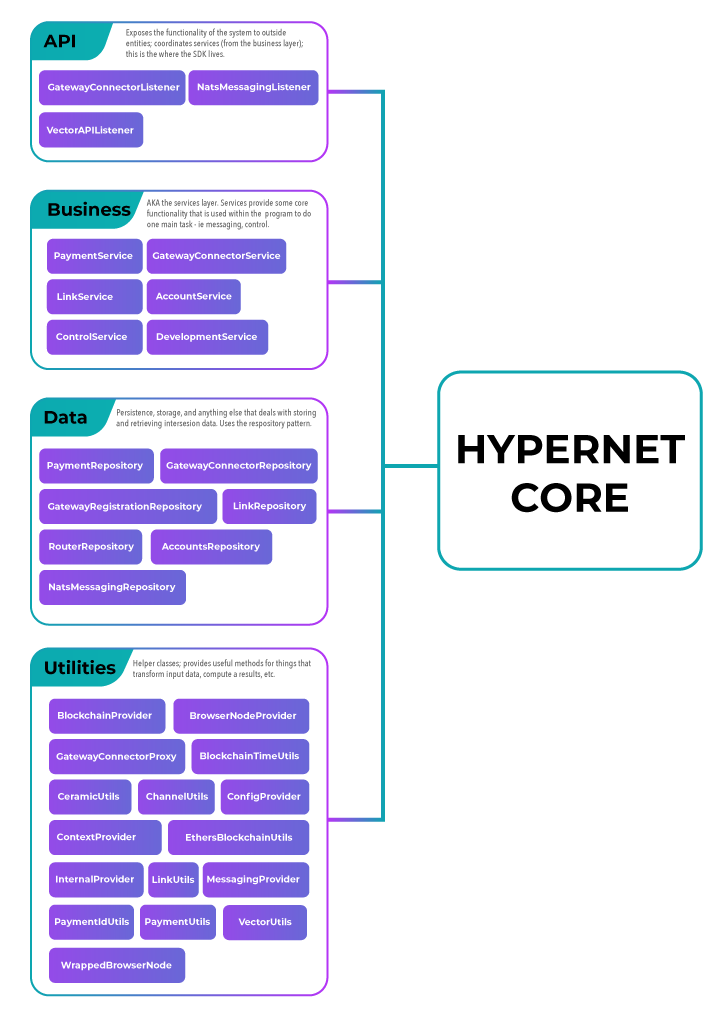 API
Exposes the functionality of the system to outside
entities; coordinates services (from the business layer);
this is the where the SDK lives.
GatewayConnectorListener
NatsMessagingListener
VectorAPIListener
Business
AKA the services layer. Services provide some core
functionality that is used within the program to do
one main task - ie messaging, control.
PaymentService
GatewayConnectorService
LinkService
AccountService
ControlService
DevelopmentService
Data
Persistence, storage, and anything else that deals with storing
and retrieving intersesion data. Uses the respository pattern.
PaymentRepository
GatewayConnectorRepository
GatewayRegistrationRepository
LinkRepository
RouterRepository
AccountsRepository
NatsMessagingRepository
Utilities
Helper classes; provides useful methods for things that
transform input data, compute a results, etc.
BlockchainProvider
BrowserNodeProvider
GatewayConnectorProxy
BlockchainTimeUtils
CeramicUtils
ChannelUtils
ConfigProvider
ContextProvider
EthersBlockchainUtils
InternalProvider
LinkUtils
MessagingProvider
PaymentIdUtils
PaymentUtils
VectorUtils
WrappedBrowserNode
HYPERNET
CORE